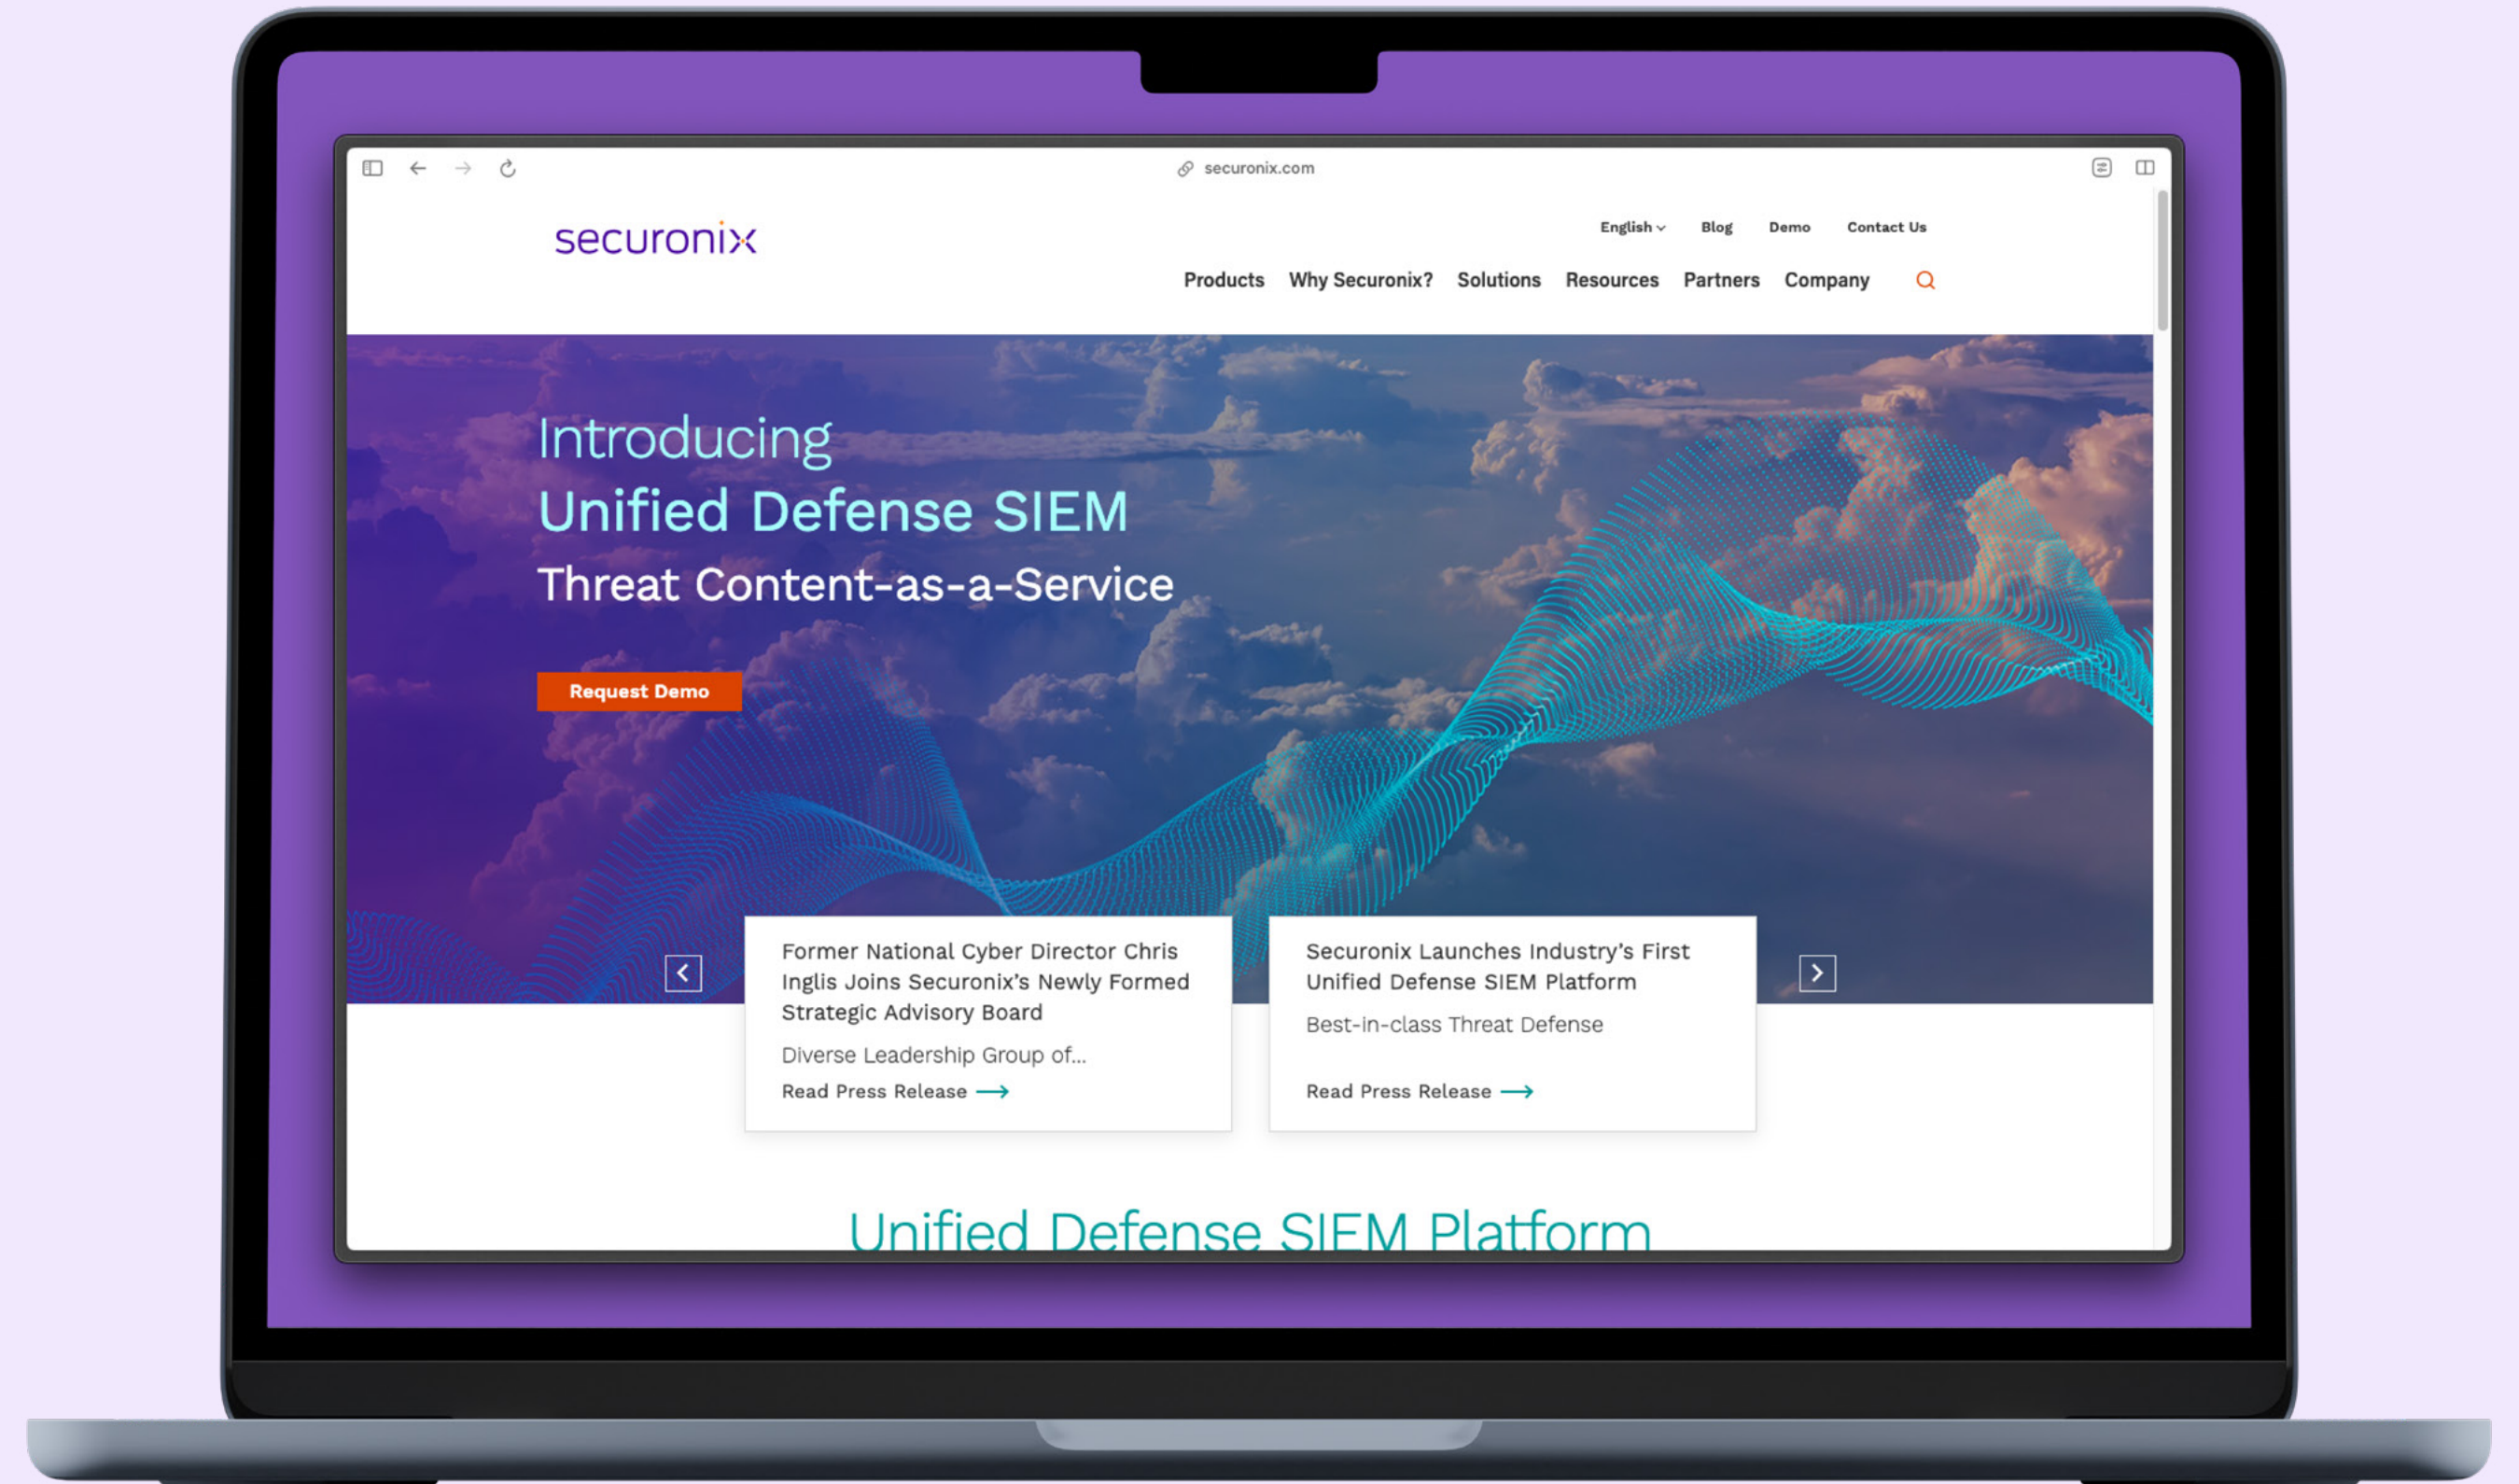 securonix.com
securonix
English
Blog
Demo
Contact Us
Products
Why Securonix?
Solutions
Resources
Partners
Company
Introducing
Unified Defense SIEM
Threat Content-as-a-Service
Request Demo
Former National Cyber Director Chris
Inglis Joins Securonix’s Newly Formed
Strategic Advisory Board
Diverse Leadership Group of...
Read Press Release
Securonix Launches Industry’s First
Unified Defense SIEM Platform
Best-in-class Threat Defense
Read Press Release
Unified Defense SIEM Platform